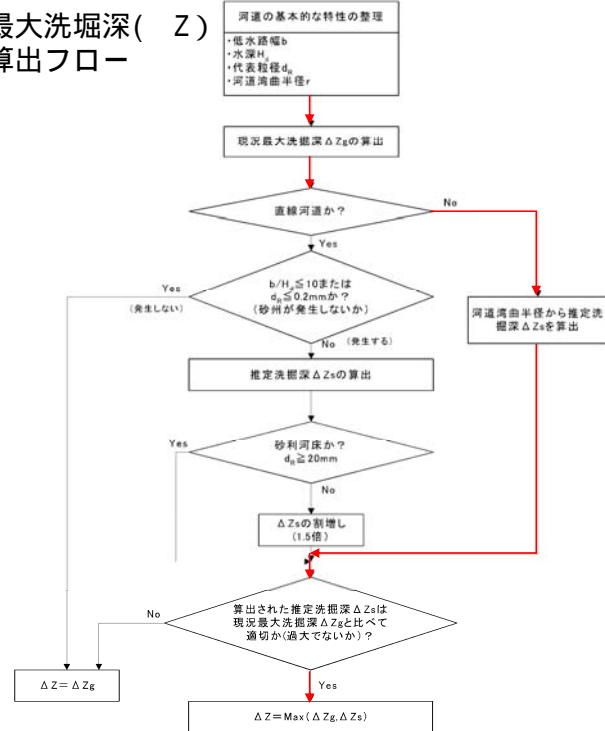 最大洗堀深(　Z)
算出フロー
河道の基本的な特性の整理
・低水路幅b
・水深Hd
・代表粒径dR
・河道湾曲半径r
現況最大洗掘深ΔZgの算出
直線河道か？
No
Yes
b/Hd≦10または
dR≦0.2mmか？
(砂州が発生しないか)
Yes
(発生しない)
No
(発生する)
河道湾曲半径から推定洗
掘深ΔZsを算出
推定洗掘深ΔZsの算出
砂利河床か？
dR≧20mm
Yes
No
ΔZsの割増し
(1.5倍)
算出された推定洗掘深ΔZsは
現況最大洗掘深ΔZgと比べて
適切か(過大でないか)？
No
Yes
ΔZ＝ΔZg
ΔZ＝Max(ΔZg,ΔZs)